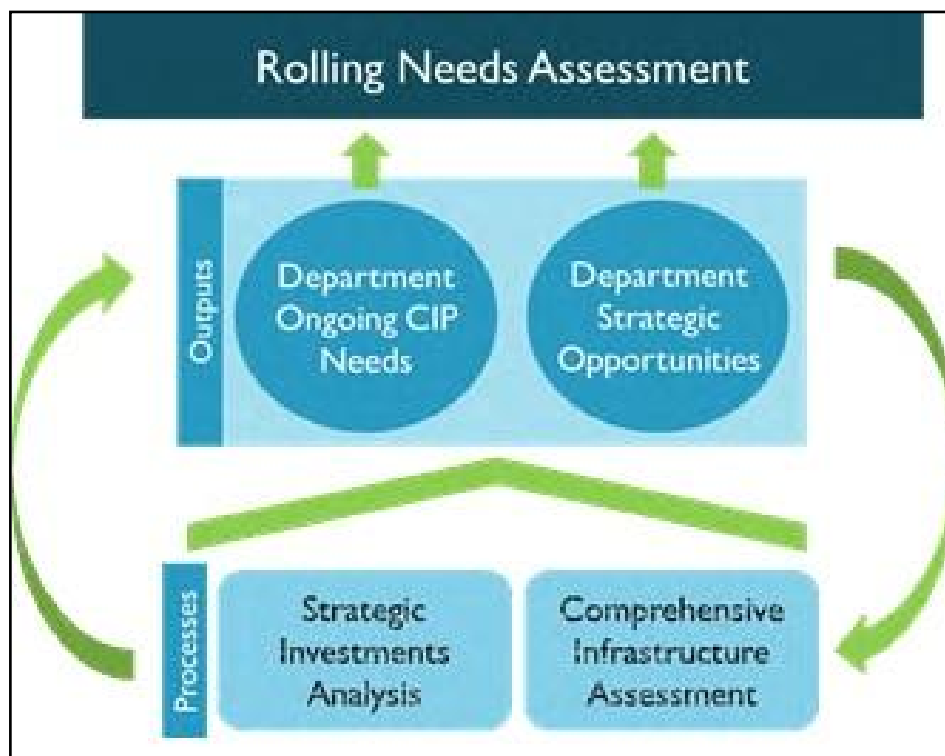 Rolling Needs Assessment
Outputs
Department
Ongoing CIP
Needs
Department
Strategic
Opportunities
Processes
Strategic
Investments
Analysis
Comprehensive
Infrastructure
Assessment